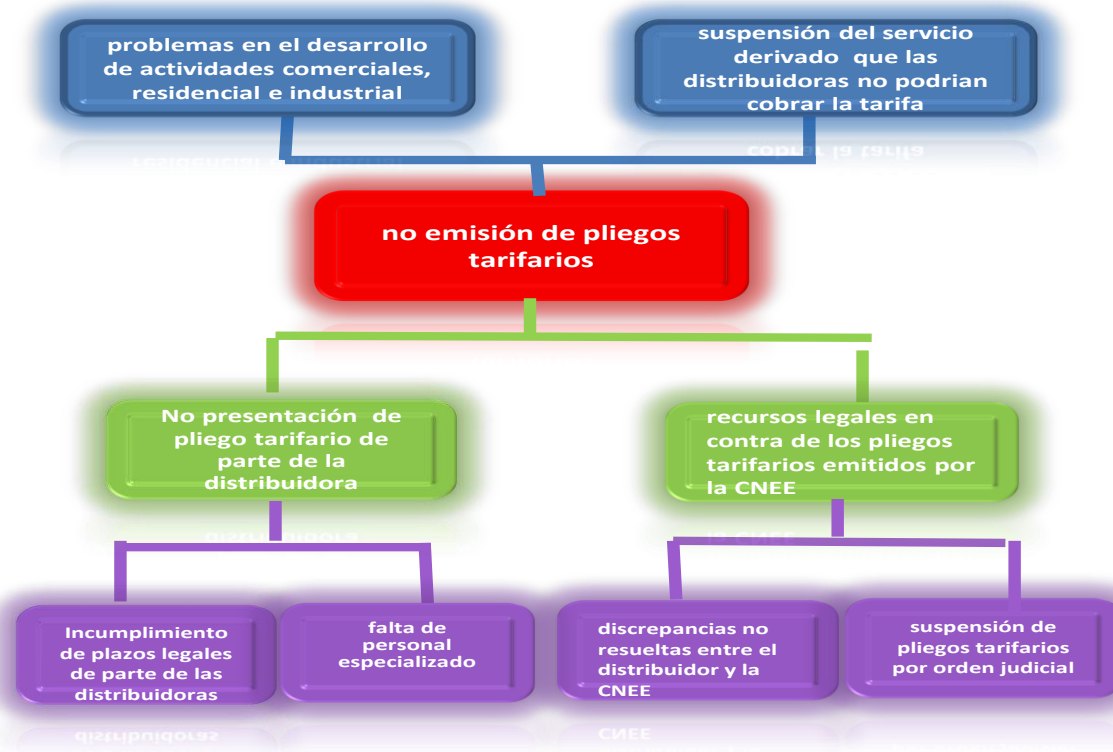 problemas en el desarrollo
de actividades comerciales,
residencial e industrial
suspensión del servicio
derivado que las
distribuidoras no podrian
cobrar la tarifa
no emisión de pliegos
tarifarios
No presentación de
pliego tarifario de
parte de la
distribuidora
recursos legales en
contra de los pliegos
tarifarios emitidos por
la CNEE
Incumplimiento
de plazos legales
de parte de las
distribuidoras
falta de
personal
especializado
discrepancias no
resueltas entre el
distribuidor y la
CNEE
suspensión de
pliegos tarifarios
por orden judicial